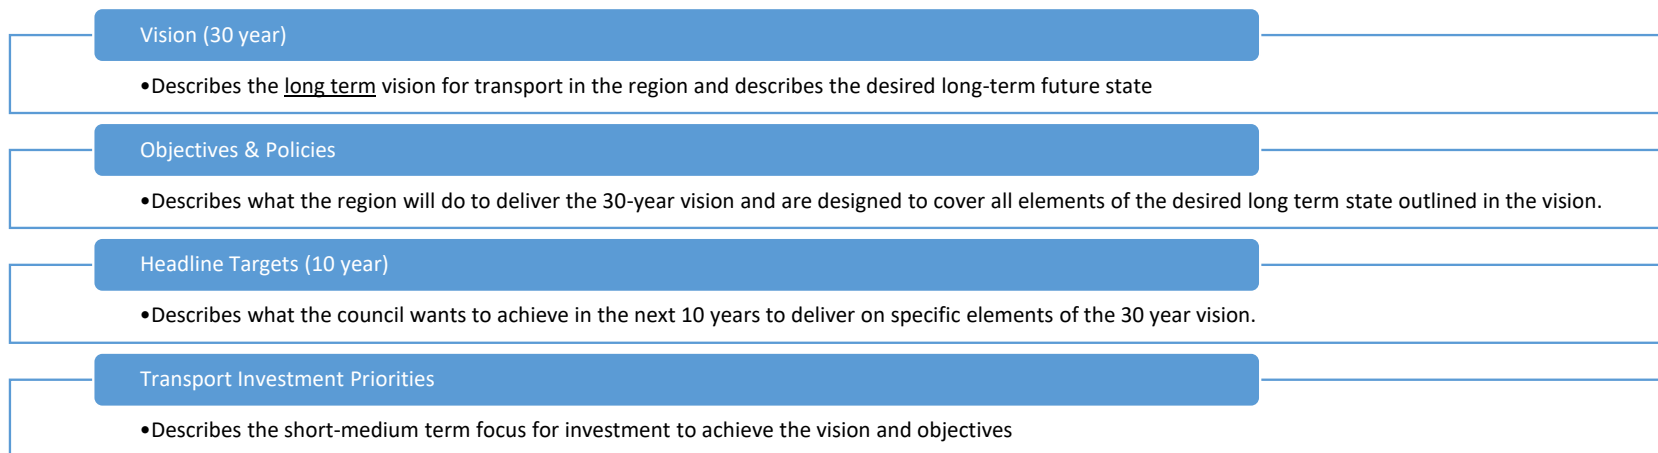 Vision (30 year)
•Describes the long term vision for transport in the region and describes the desired long-term future state
Objectives & Policies
•Describes what the region will do to deliver the 30-year vision and are designed to cover all elements of the desired long term state outlined in the vision.
Headline Targets (10 year)
•Describes what the council wants to achieve in the next 10 years to deliver on specific elements of the 30 year vision.
Transport Investment Priorities
•Describes the short-medium term focus for investment to achieve the vision and objectives